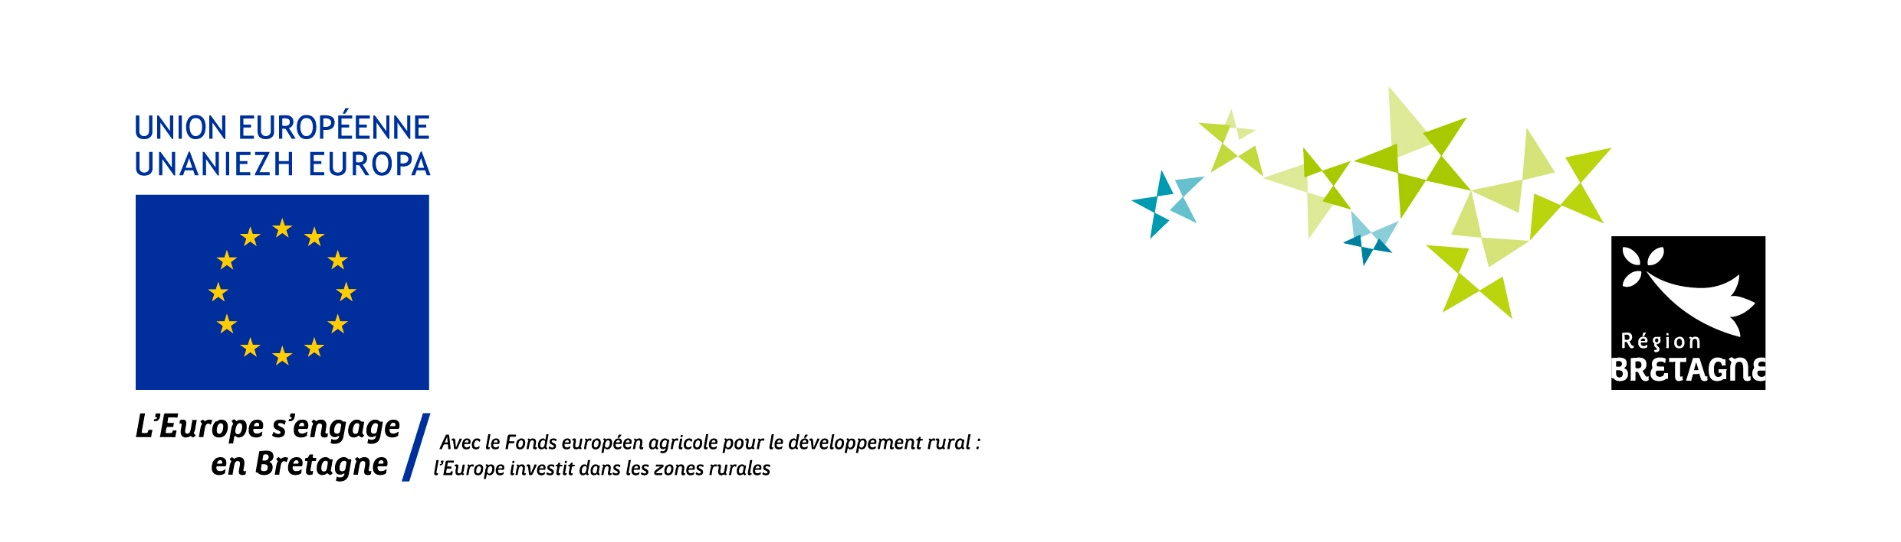 UNION EUROPÉENNE
UNANIEZH EUROPA
L'Europe s'engage
en Bretagne
Avec le Fonds européen agricole pour le développement rural :
l'Europe investit dans les zones rurales
Région
BRETAGNE